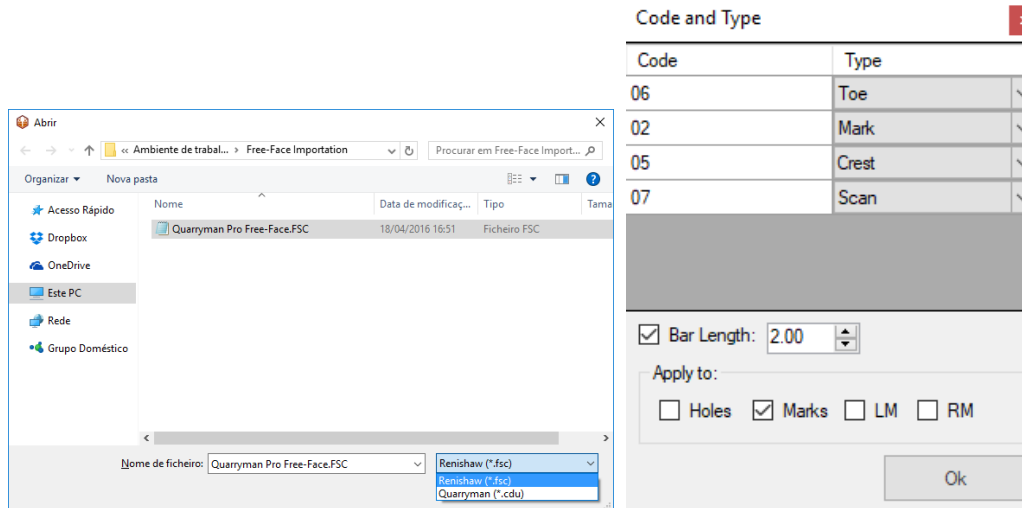 Abrir
« Ambiente de trabal... › Free-Face Importation
Procurar em Free-Face Import...
Organizar
Nova pasta
Nome
Data de modificaç...
Tipo
Tama
Acesso Rápido
Dropbox
OneDrive
Este PC
Rede
Grupo Doméstico
Quarryman Pro Free-Face.FSC
18/04/2016 16:51
Ficheiro FSC
Nome de ficheiro:
Quarryman Pro Free-Face.FSC
Renishaw (*.fsc)
Renishaw (*.fsc)
Quarryman (*.cdu)
Code and Type
Code Type
06 Toe
02 Mark
05 Crest
07 Scan
Bar Length: 2.00
Apply to:
Holes Marks LM RM
Ok